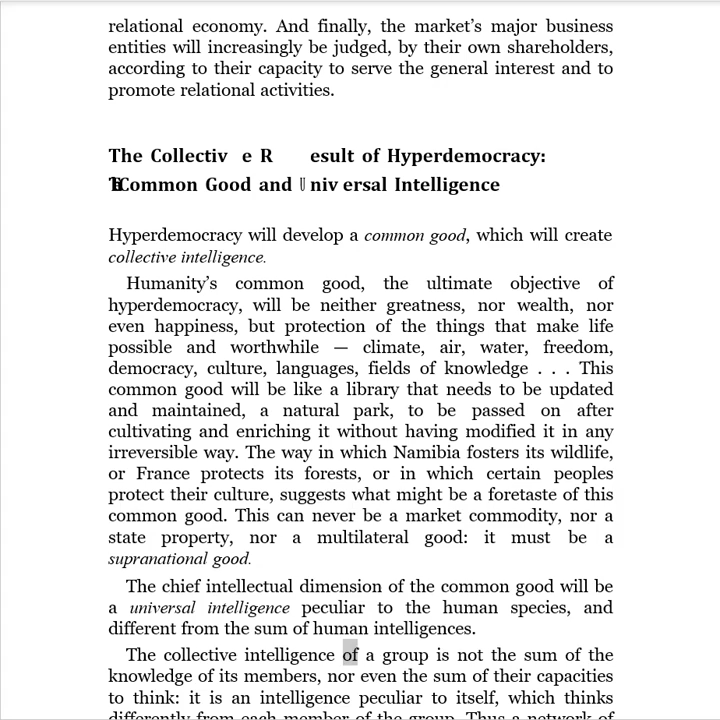 relational economy. And finally, the market’s major business
entities will increasingly be judged, by their own shareholders,
according to their capacity to serve the general interest and to
promote relational activities.
The Collectiv e R esult of Hyperdemocracy:
Common Good and U niv ersal Intelligence
Hyperdemocracy will develop a common good, which will create
collective intelligence.
Humanity’s common good, the ultimate objective of
hyperdemocracy, will be neither greatness, nor wealth, nor
even happiness, but protection of the things that make life
possible and worthwhile — climate, air, water, freedom,
democracy, culture, languages, fields of knowledge . . . This
common good will be like a library that needs to be updated
and maintained, a natural park, to be passed on after
cultivating and enriching it without having modified it in any
irreversible way. The way in which Namibia fosters its wildlife,
or France protects its forests, or in which certain peoples
protect their culture, suggests what might be a foretaste of this
common good. This can never be a market commodity, nor a
state property, nor a multilateral good: it must be a
supranational good.
The chief intellectual dimension of the common good will be
a universal intelligence peculiar to the human species, and
different from the sum of human intelligences.
The collective intelligence of a group is not the sum of the
knowledge of its members, nor even the sum of their capacities
to think: it is an intelligence peculiar to itself, which thinks
differently from each member of the group. Thus a network of